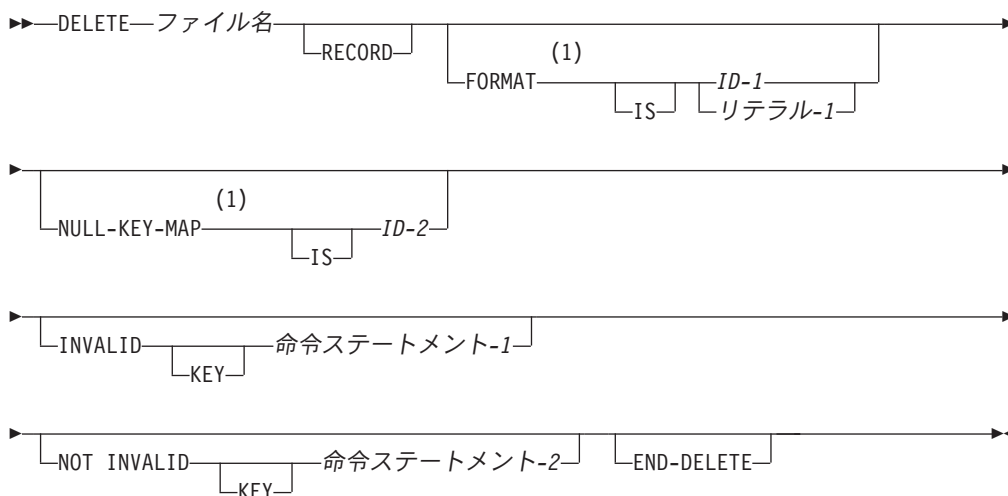 DELETE ファイル名
RECORD
(1)
FORMAT ID-1
IS リテラル-1
(1)
NULL-KEY-MAP ID-2
IS
INVALID 命令ステートメント-1
KEY
NOT INVALID 命令ステートメント-2 END-DELETE
KEY